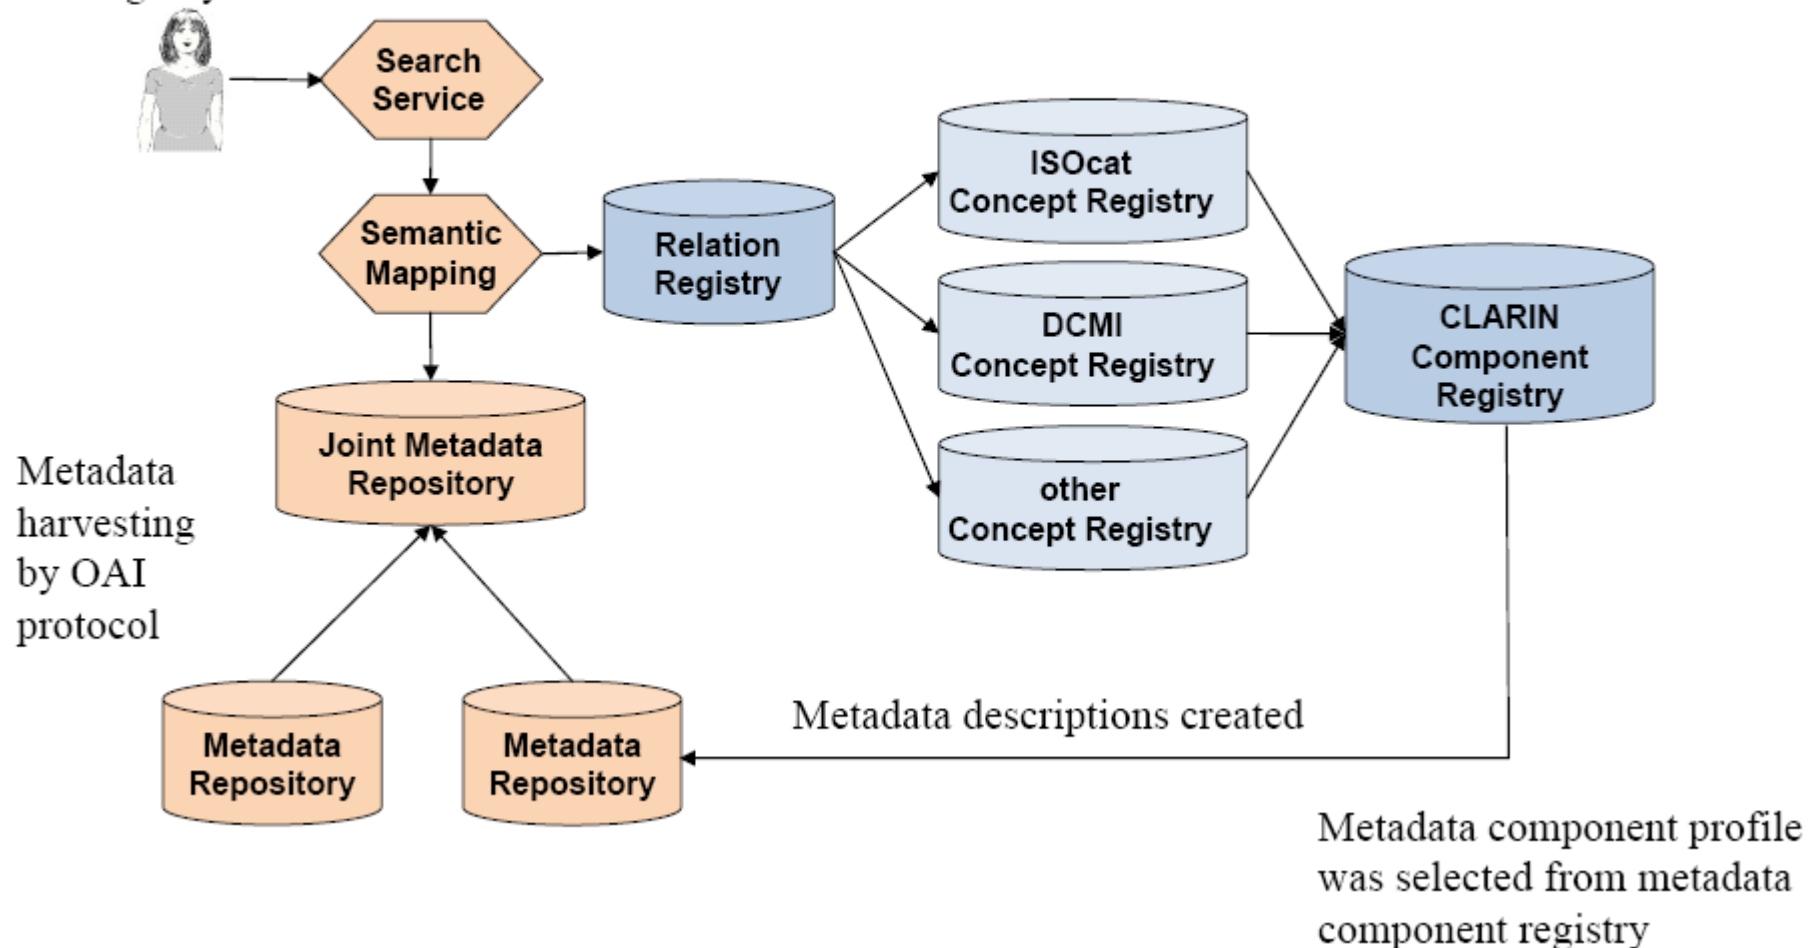 Search
Service
Semantic
Mapping
Relation
Registry
ISOcat
Concept Registry
DCMI
Concept Registry
other
Concept Registry
CLARIN
Component
Registry
Joint Metadata
Repository
Metadata
harvesting
by OAI
protocol
Metadata
Repository
Metadata
Repository
Metadata descriptions created
Metadata component profile
was selected from metadata
component registry